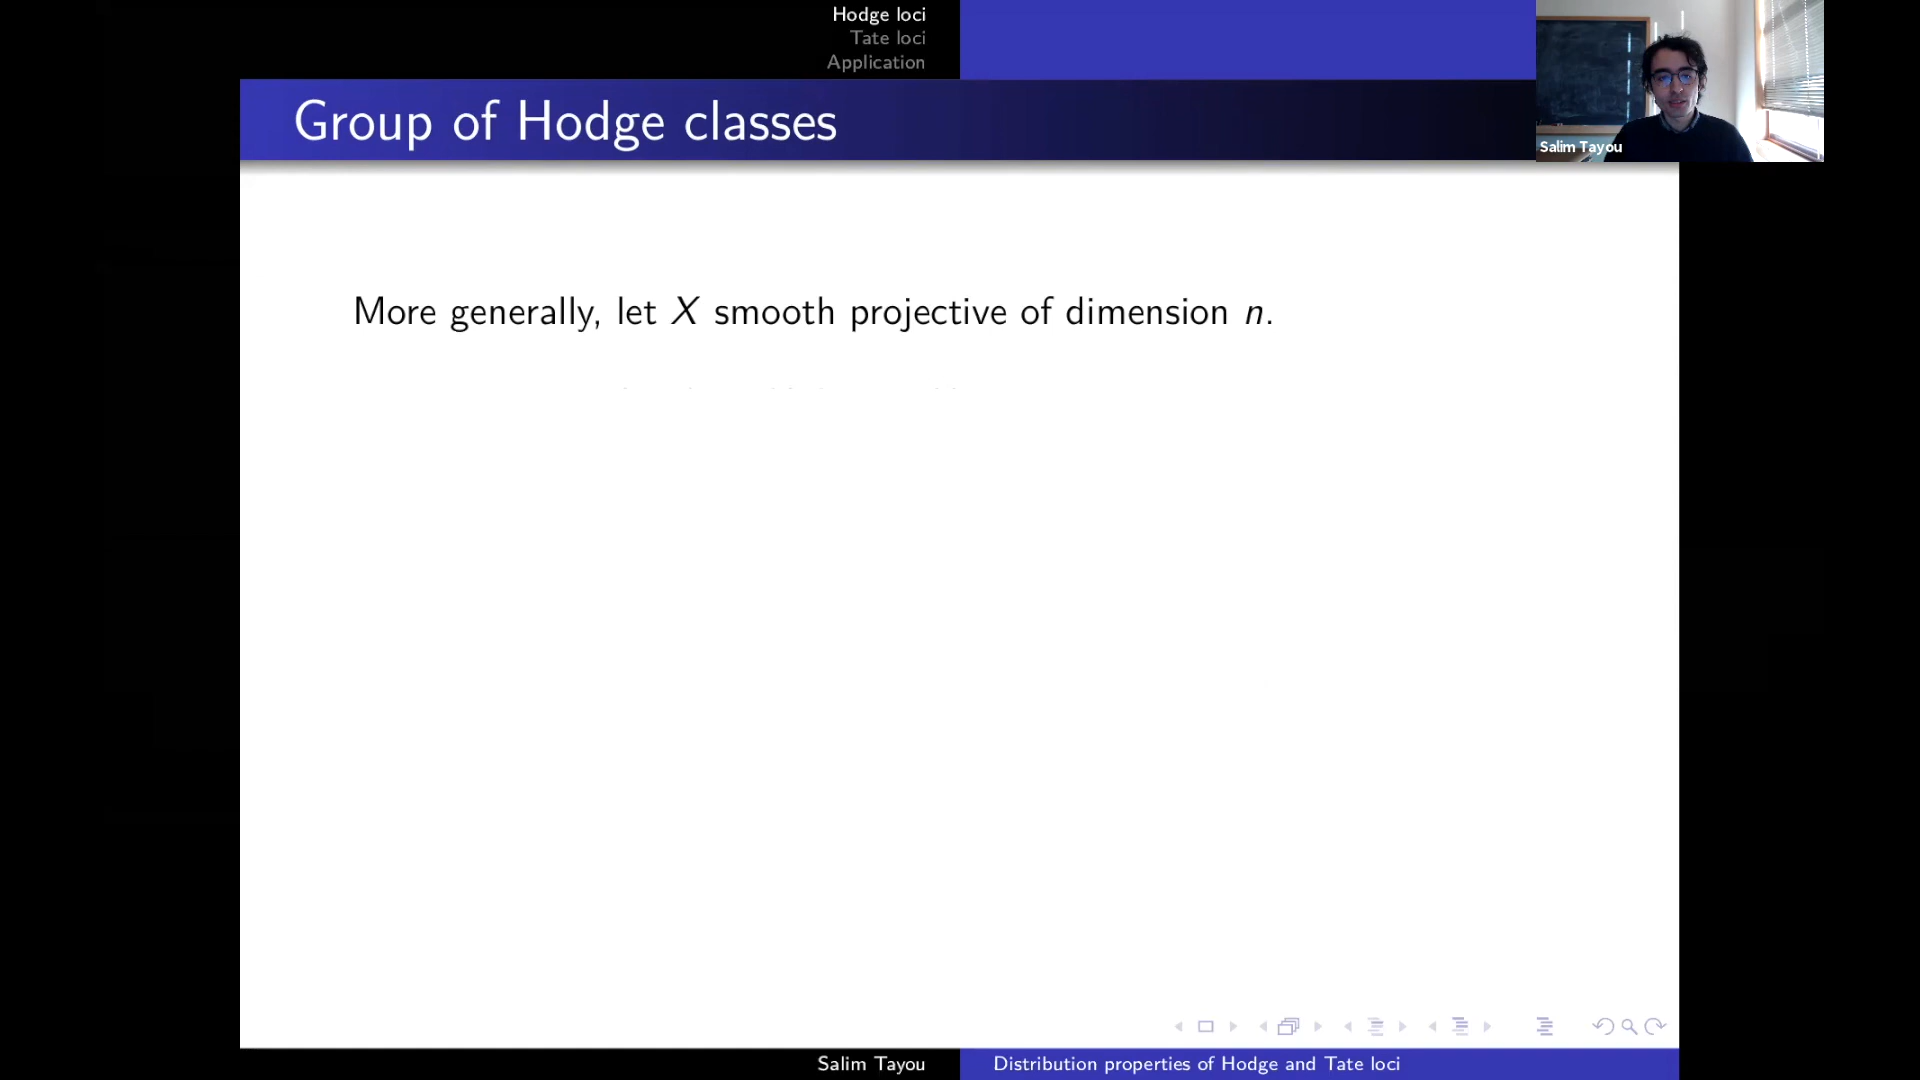 Hodge loci
Tate loci
Application
Group of Hodge classes
Salim Tayou
More generally, let X smooth projective of dimension n.
Salim Tayou
Distribution properties of Hodge and Tate loci